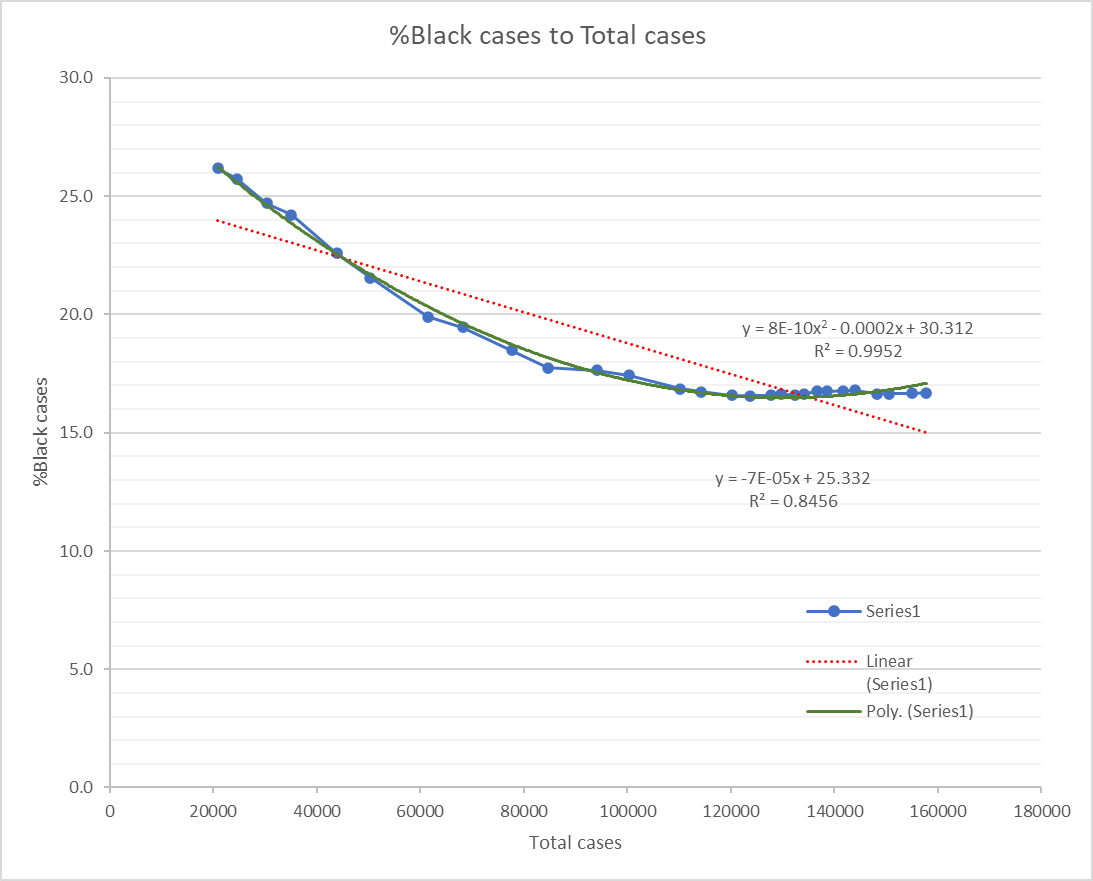 %Black cases to Total cases
30.0
25.0
20.0
15.0
10.0
5.0
0.0
%Black cases
y = 8E-10x² - 0.0002x + 30.312
R² = 0.9952
y = -7E-05x + 25.332
R² = 0.8456
Series1
Linear
(Series1)
Poly. (Series1)
0 20000 40000 60000 80000 100000 120000 140000 160000 180000
Total cases